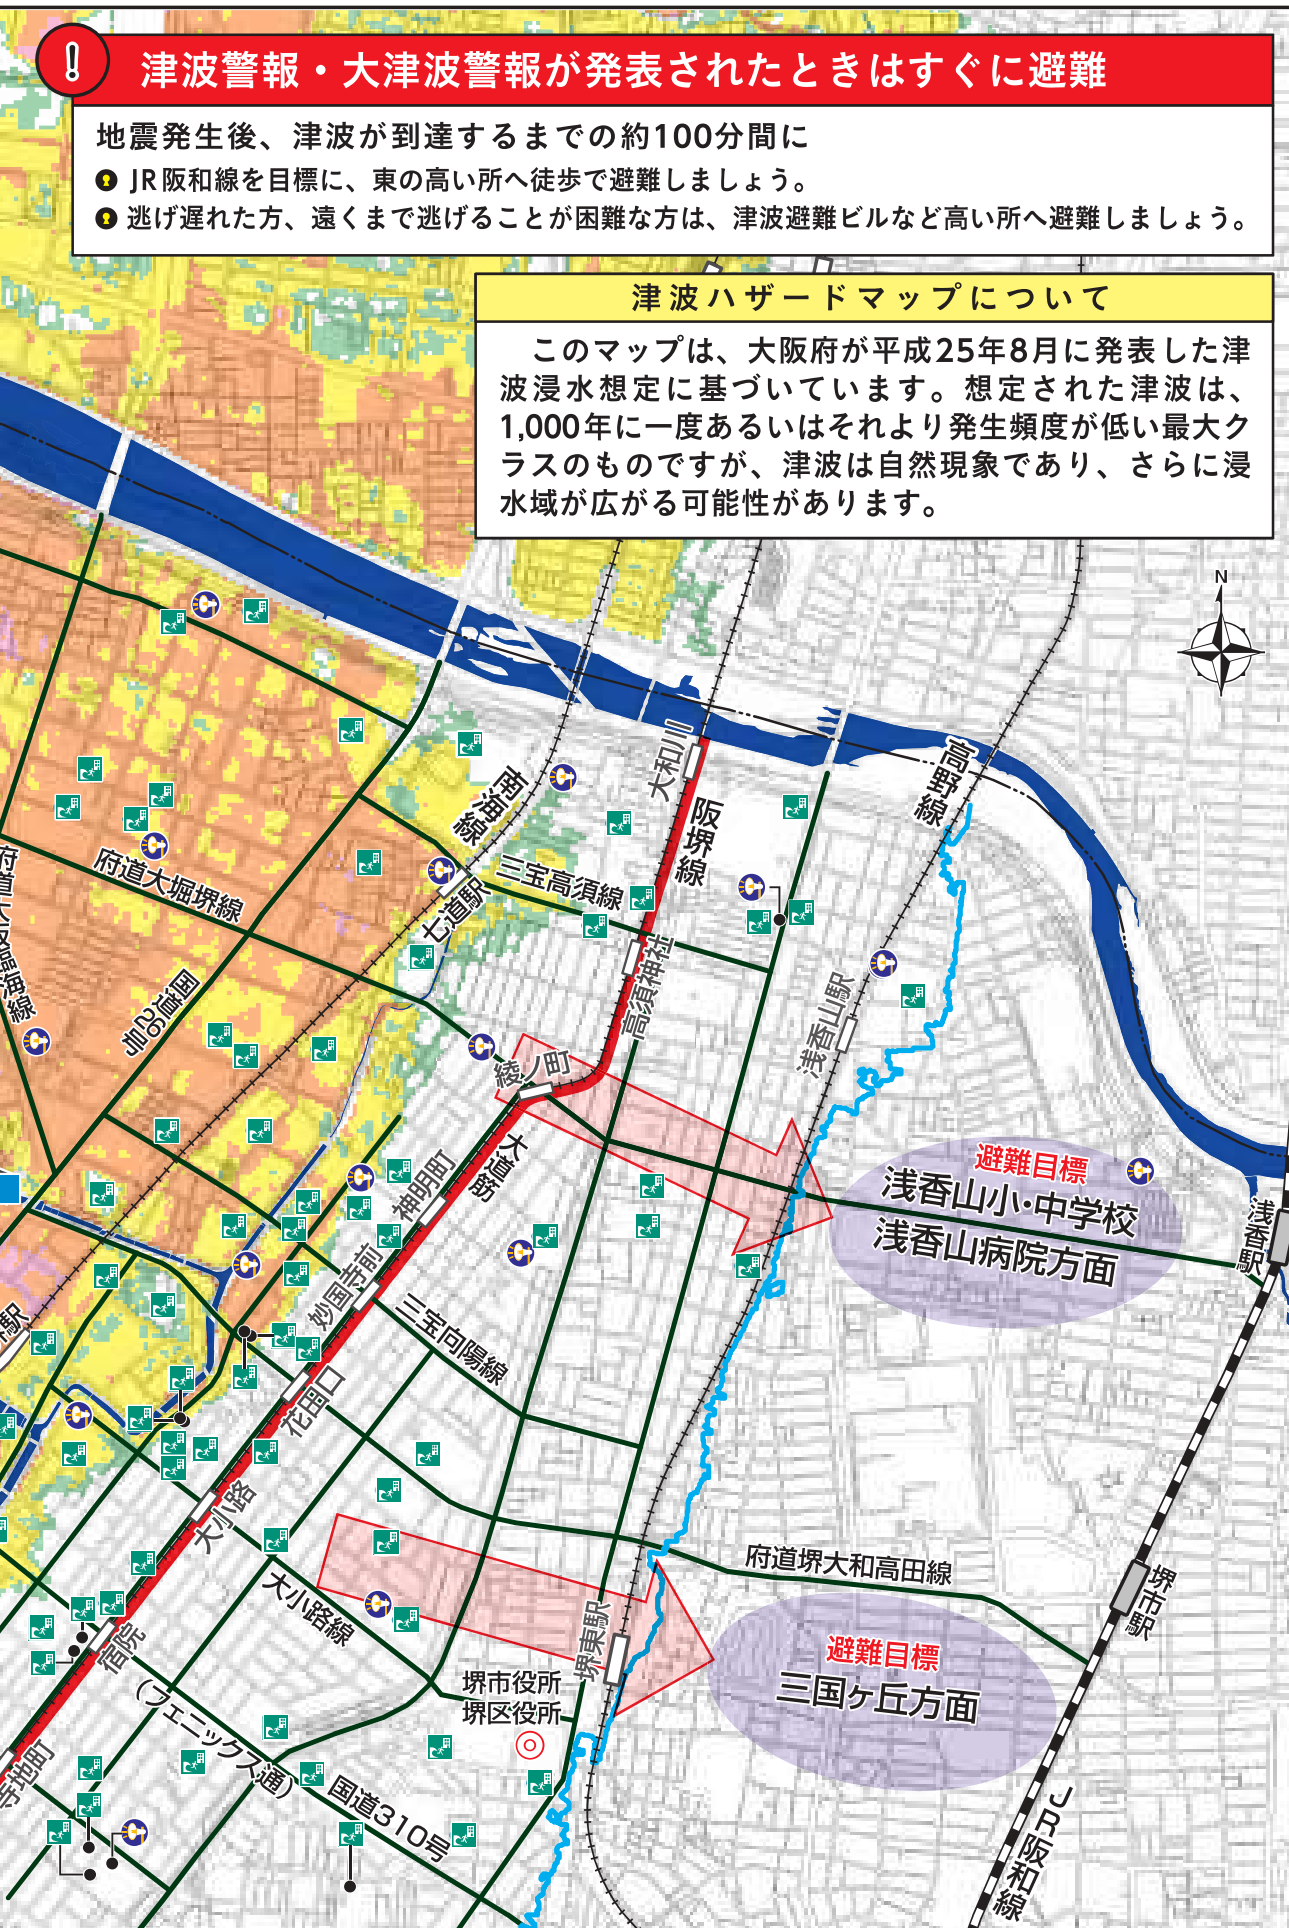 !
津波警報・大津波警報が発表されたときはすぐに避難
地震発生後、津波が到達するまでの約100分間に
JR阪和線を目標に、東の高い所へ徒歩で避難しましょう。
逃げ遅れた方、遠くまで逃げることが困難な方は、津波避難ビルなど高い所へ避難しましょう。
津波ハザードマップについて
このマップは、大阪府が平成25年8月に発表した津
波浸水想定に基づいています。想定された津波は、
1,000年に一度あるいはそれより発生頻度が低い最大ク
ラスのものですが、津波は自然現象であり、さらに浸
水域が広がる可能性があります。
N
大和川
高野線
南海線
阪堺線
府道大堀堺線
三宝高須線
七道駅
府道大阪臨海線
国道26号
高須神社
浅香山駅
綾ノ町
大道筋
神明町
避難目標
浅香山小・中学校
浅香山病院方面
浅香駅
妙国寺前
駅
三宝向陽線
花田口
大小路
府道堺大和高田線
堺市駅
大小路線
宿院
堺東駅
避難目標
三国ヶ丘方面
堺市役所
堺区役所
(フェニックス通)
寺地町
国道310号
JR阪和線